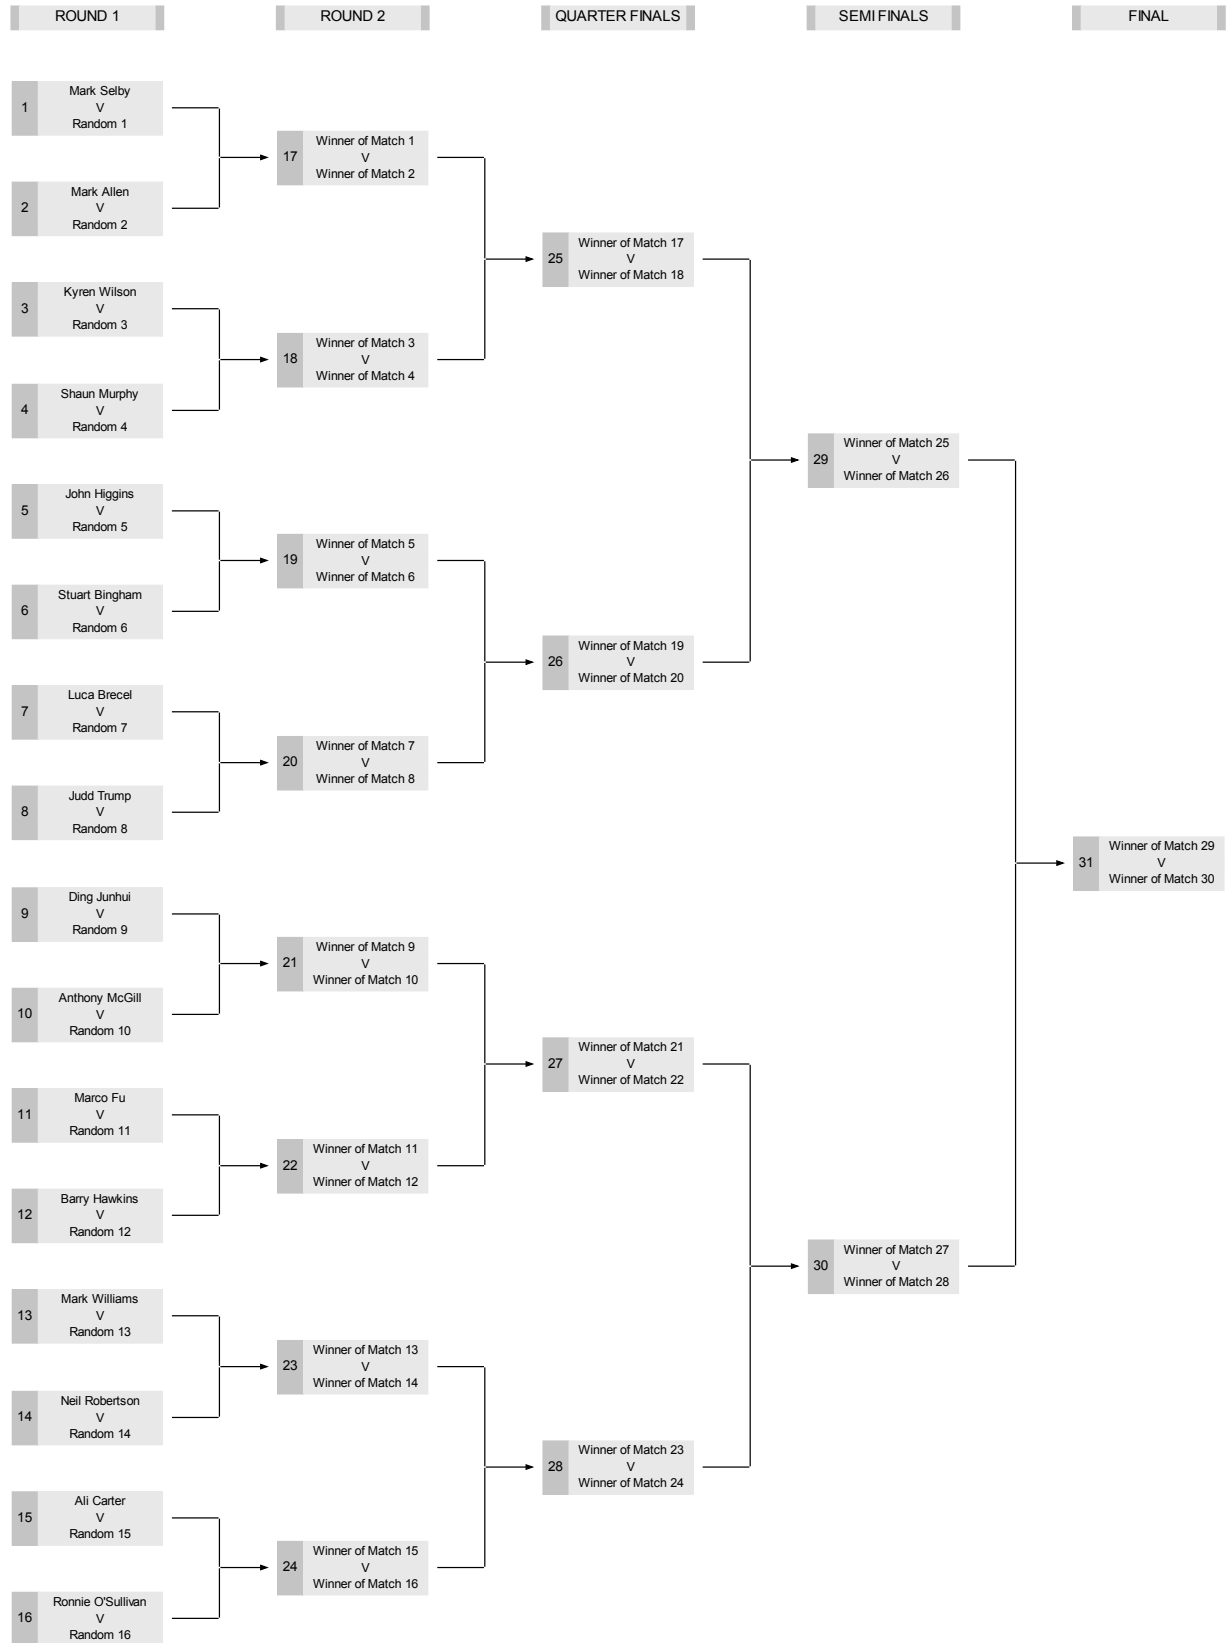 ROUND 1
ROUND 2
QUARTER FINALS
SEMI FINALS
FINAL
1
Mark Selby
V
Random 1
2
Mark Allen
V
Random 2
3
Kyren Wilson
V
Random 3
4
Shaun Murphy
V
Random 4
5
John Higgins
V
Random 5
6
Stuart Bingham
V
Random 6
7
Luca Brecel
V
Random 7
8
Judd Trump
V
Random 8
9
Ding Junhui
V
Random 9
10
Anthony McGill
V
Random 10
11
Marco Fu
V
Random 11
12
Barry Hawkins
V
Random 12
13
Mark Williams
V
Random 13
14
Neil Robertson
V
Random 14
15
Ali Carter
V
Random 15
16
Ronnie O'Sullivan
V
Random 16
17
Winner of Match 1
V
Winner of Match 2
18
Winner of Match 3
V
Winner of Match 4
19
Winner of Match 5
V
Winner of Match 6
20
Winner of Match 7
V
Winner of Match 8
21
Winner of Match 9
V
Winner of Match 10
22
Winner of Match 11
V
Winner of Match 12
23
Winner of Match 13
V
Winner of Match 14
24
Winner of Match 15
V
Winner of Match 16
25
Winner of Match 17
V
Winner of Match 18
26
Winner of Match 19
V
Winner of Match 20
27
Winner of Match 21
V
Winner of Match 22
28
Winner of Match 23
V
Winner of Match 24
29
Winner of Match 25
V
Winner of Match 26
30
Winner of Match 27
V
Winner of Match 28
31
Winner of Match 29
V
Winner of Match 30